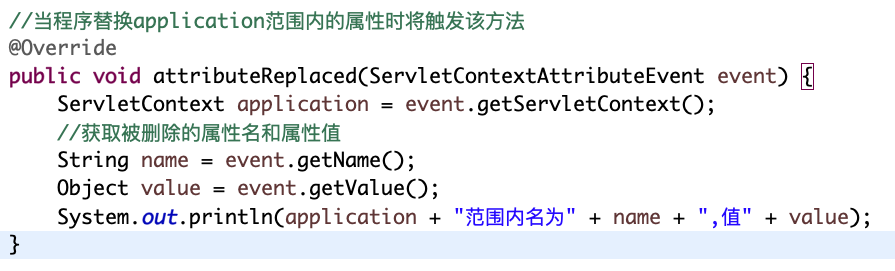 //当程序替换application范围内的属性时将触发该方法
@Override
public void attributeReplaced(ServletContextAttributeEvent event) {
    ServletContext application = event.getServletContext();
    //获取被删除的属性名和属性值
    String name = event.getName();
    Object value = event.getValue();
    System.out.println(application + "范围内名为" + name + ",值" + value);
}